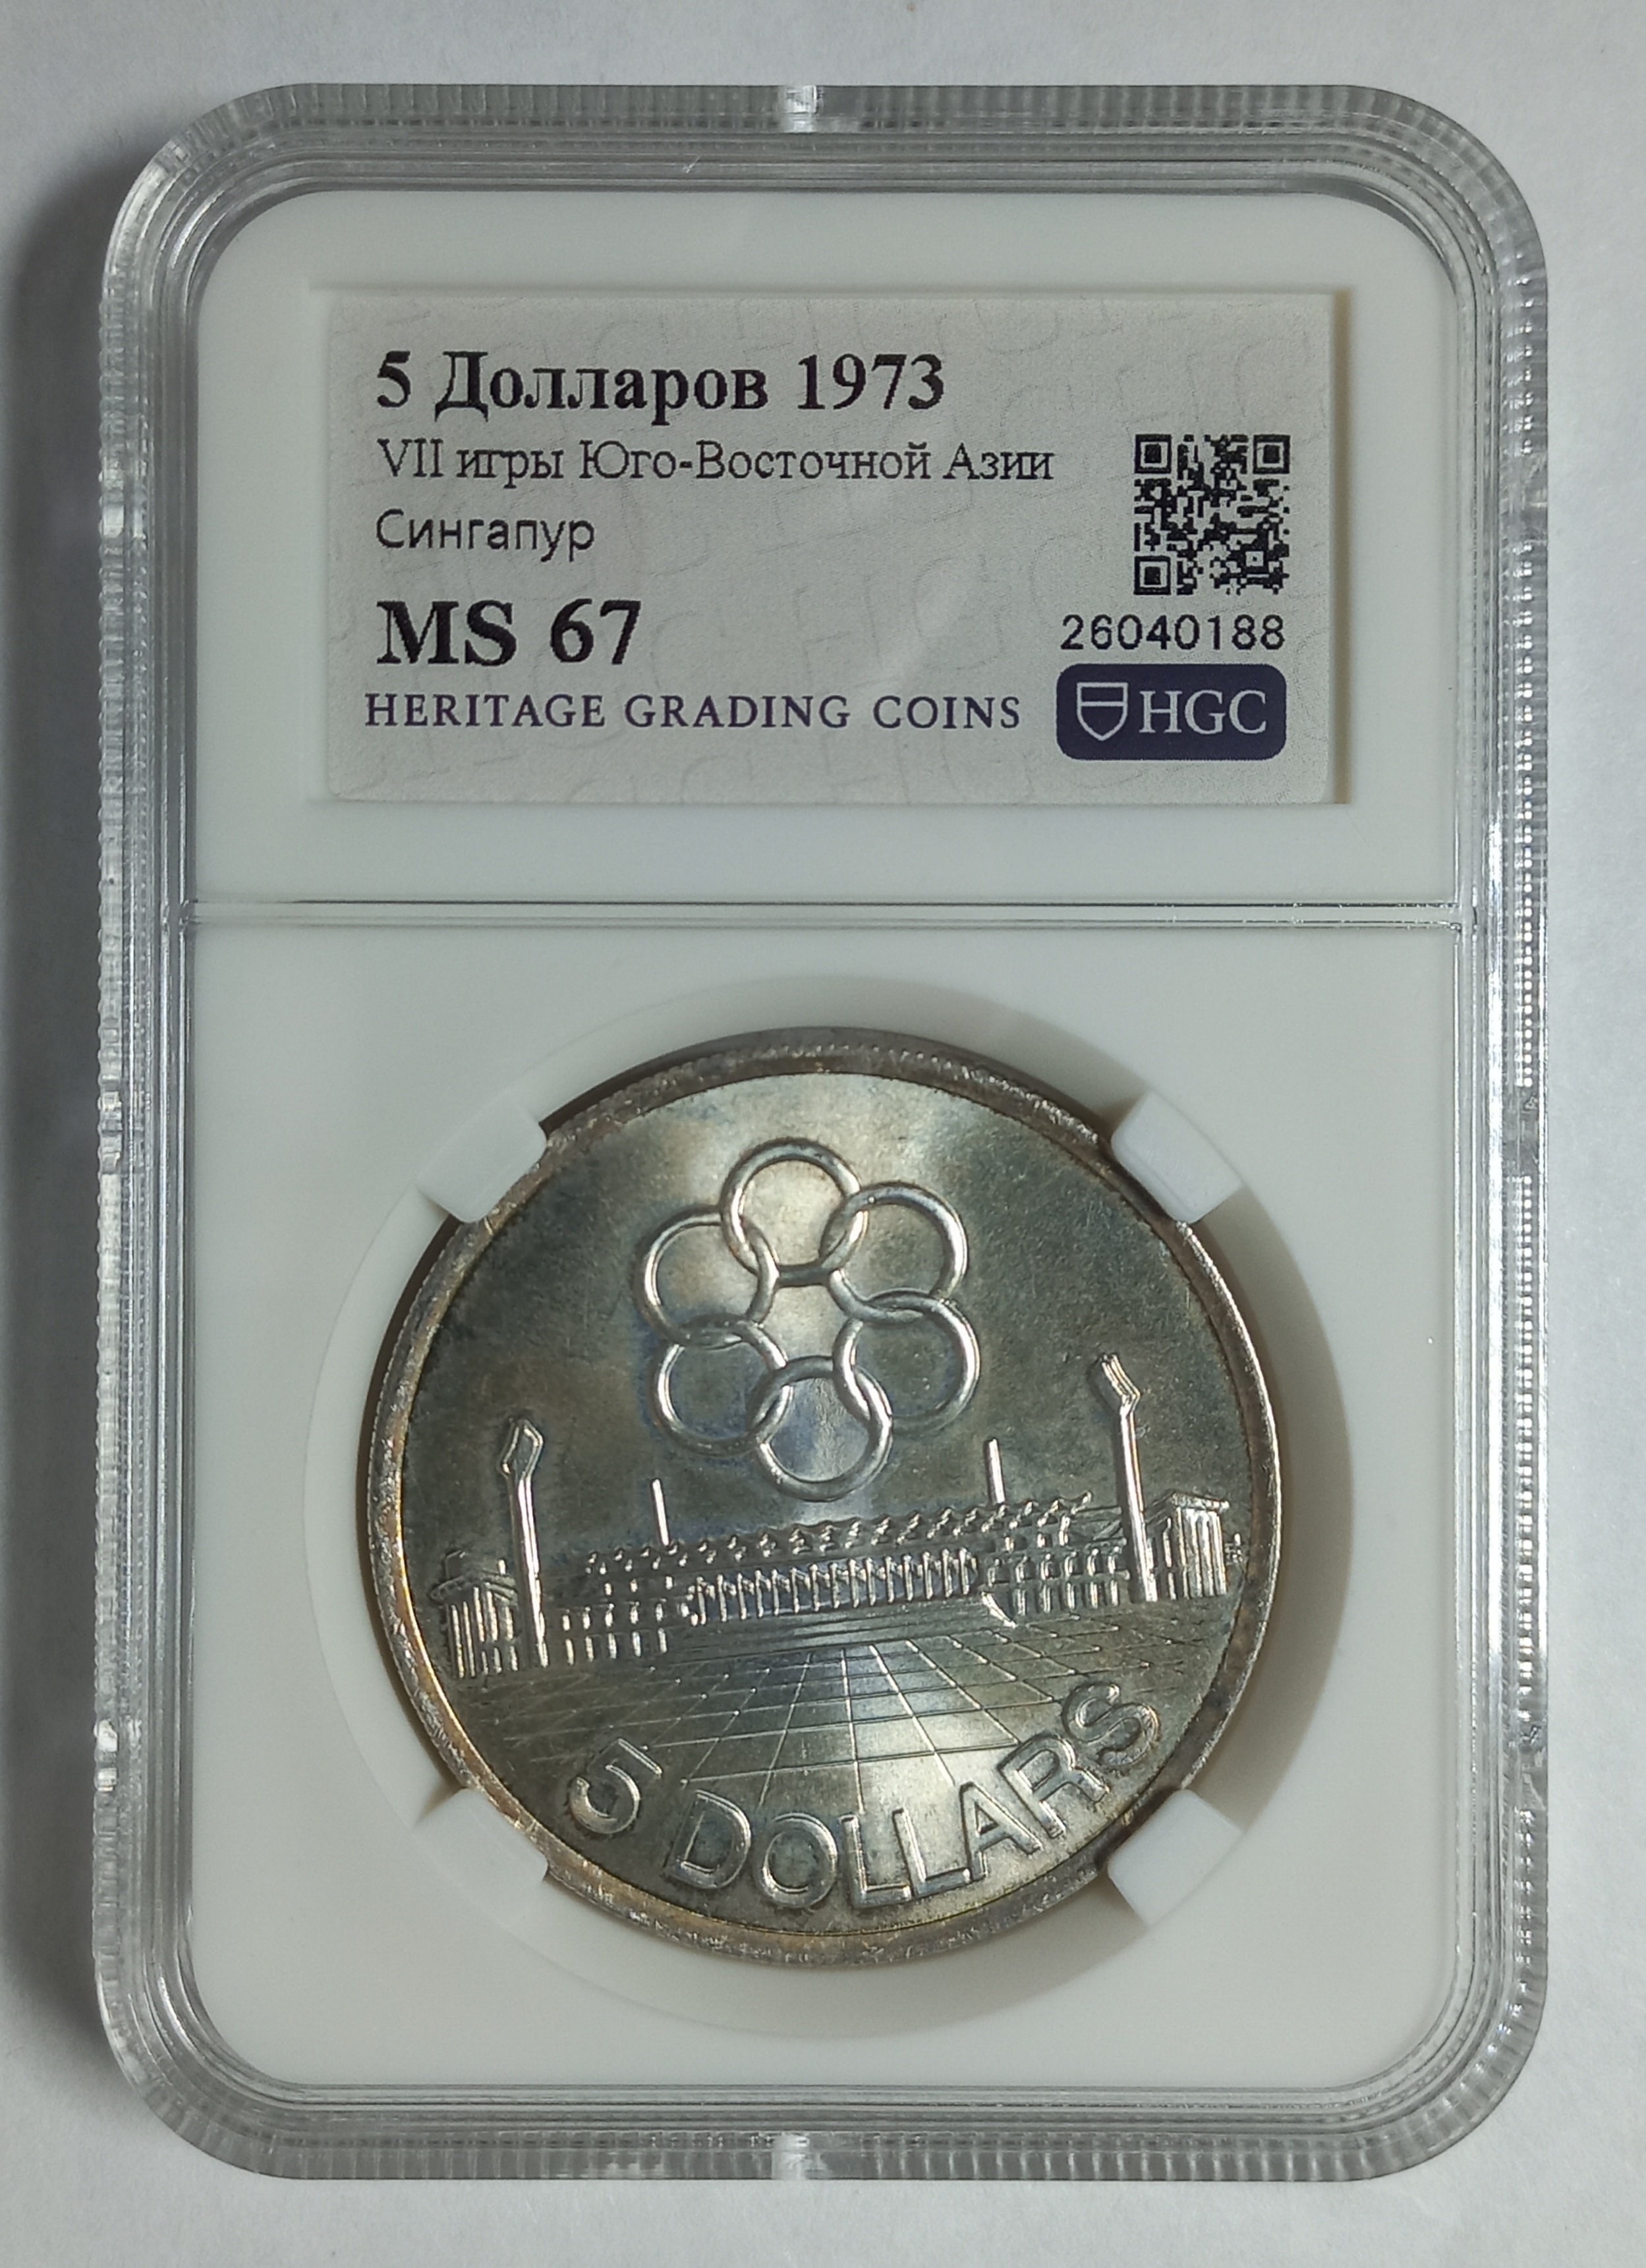 5 Долларов 1973
VII игры Юго-Восточной Азии
Сингапур
MS 67
26040188
HERITAGE GRADING COINS
HGC
5 DOLLARS